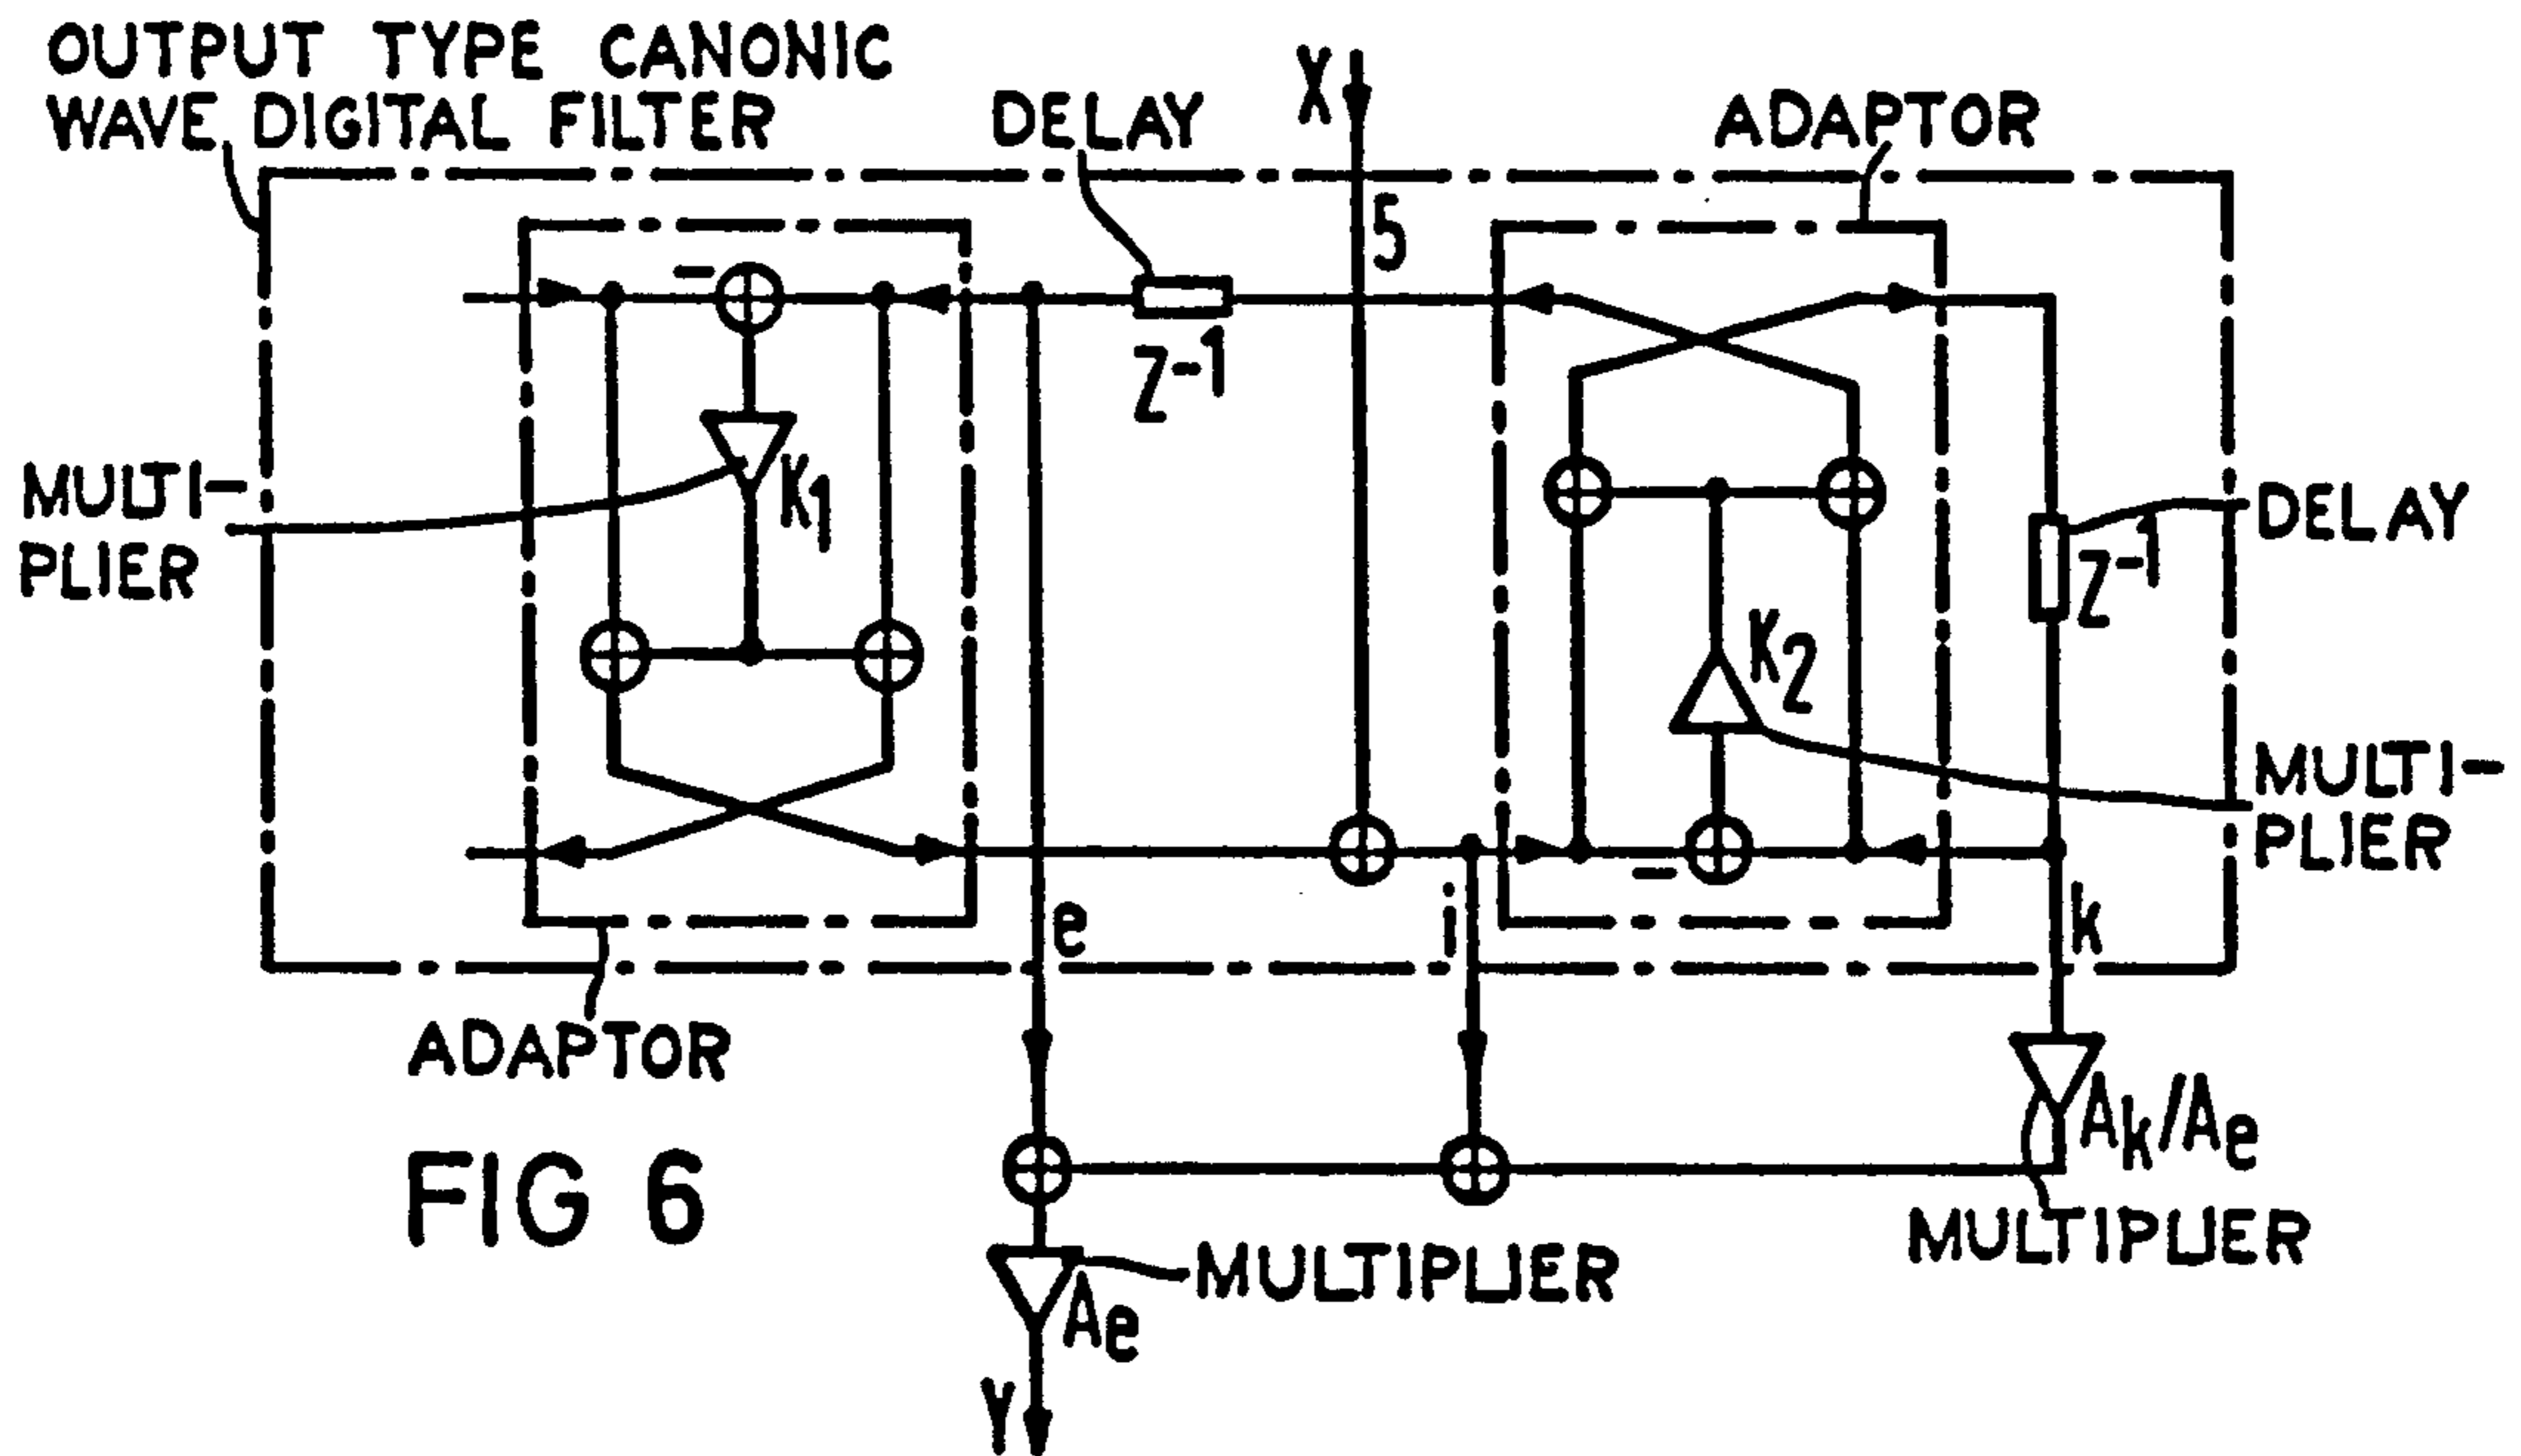 OUTPUT TYPE CANONIC
WAVE DIGITAL FILTER
DELAY
X
ADAPTOR
5
-
Z-1
MULTI-
PLIER
K1
K2
DELAY
Z-1
MULTI-
PLIER
-
e
i
k
ADAPTOR
Ak/Ae
FIG 6
MULTIPLIER
MULTIPLIER
Ae
Y